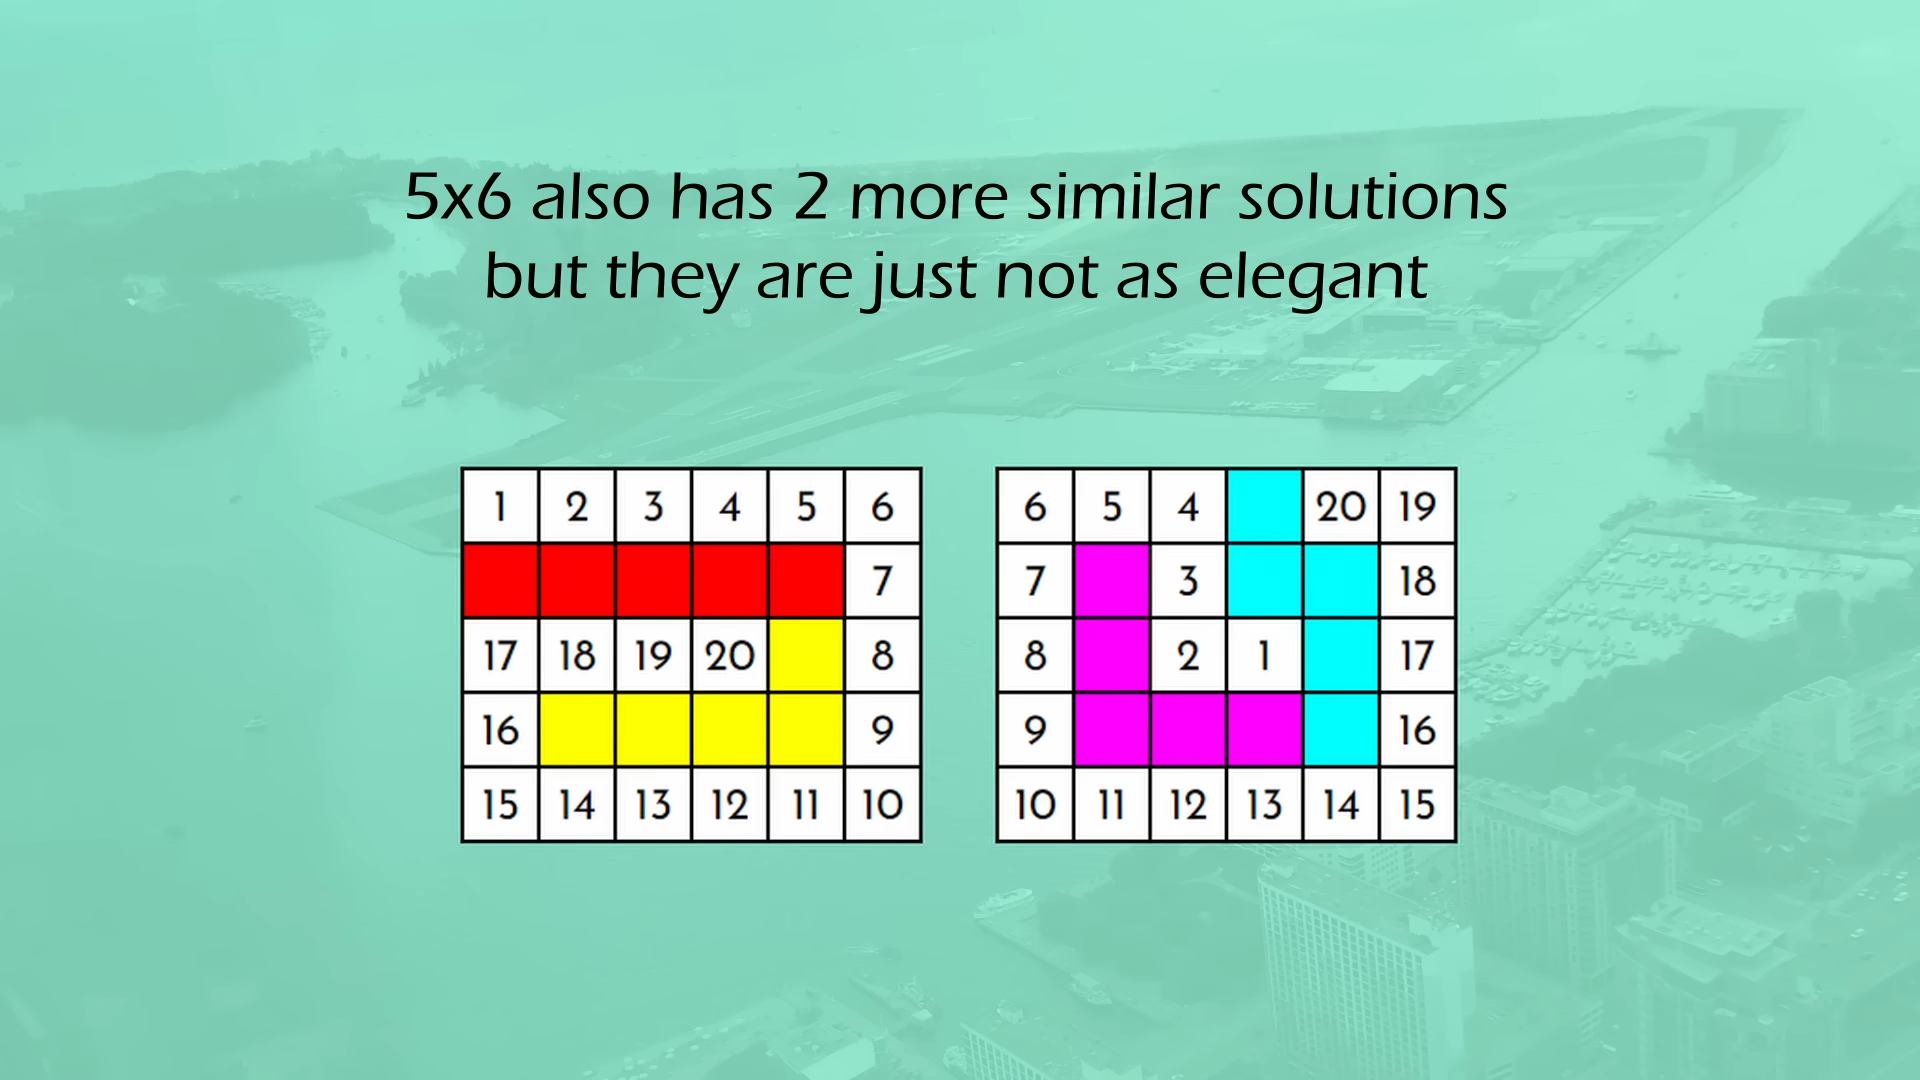 5x6 also has 2 more similar solutions
but they are just not as elegant
1 2 3 4 5 6
7
17 18 19 20 8
16 9
15 14 13 12 11 10
6 5 4 20 19
7 3 18
8 2 1 17
9 16
10 11 12 13 14 15